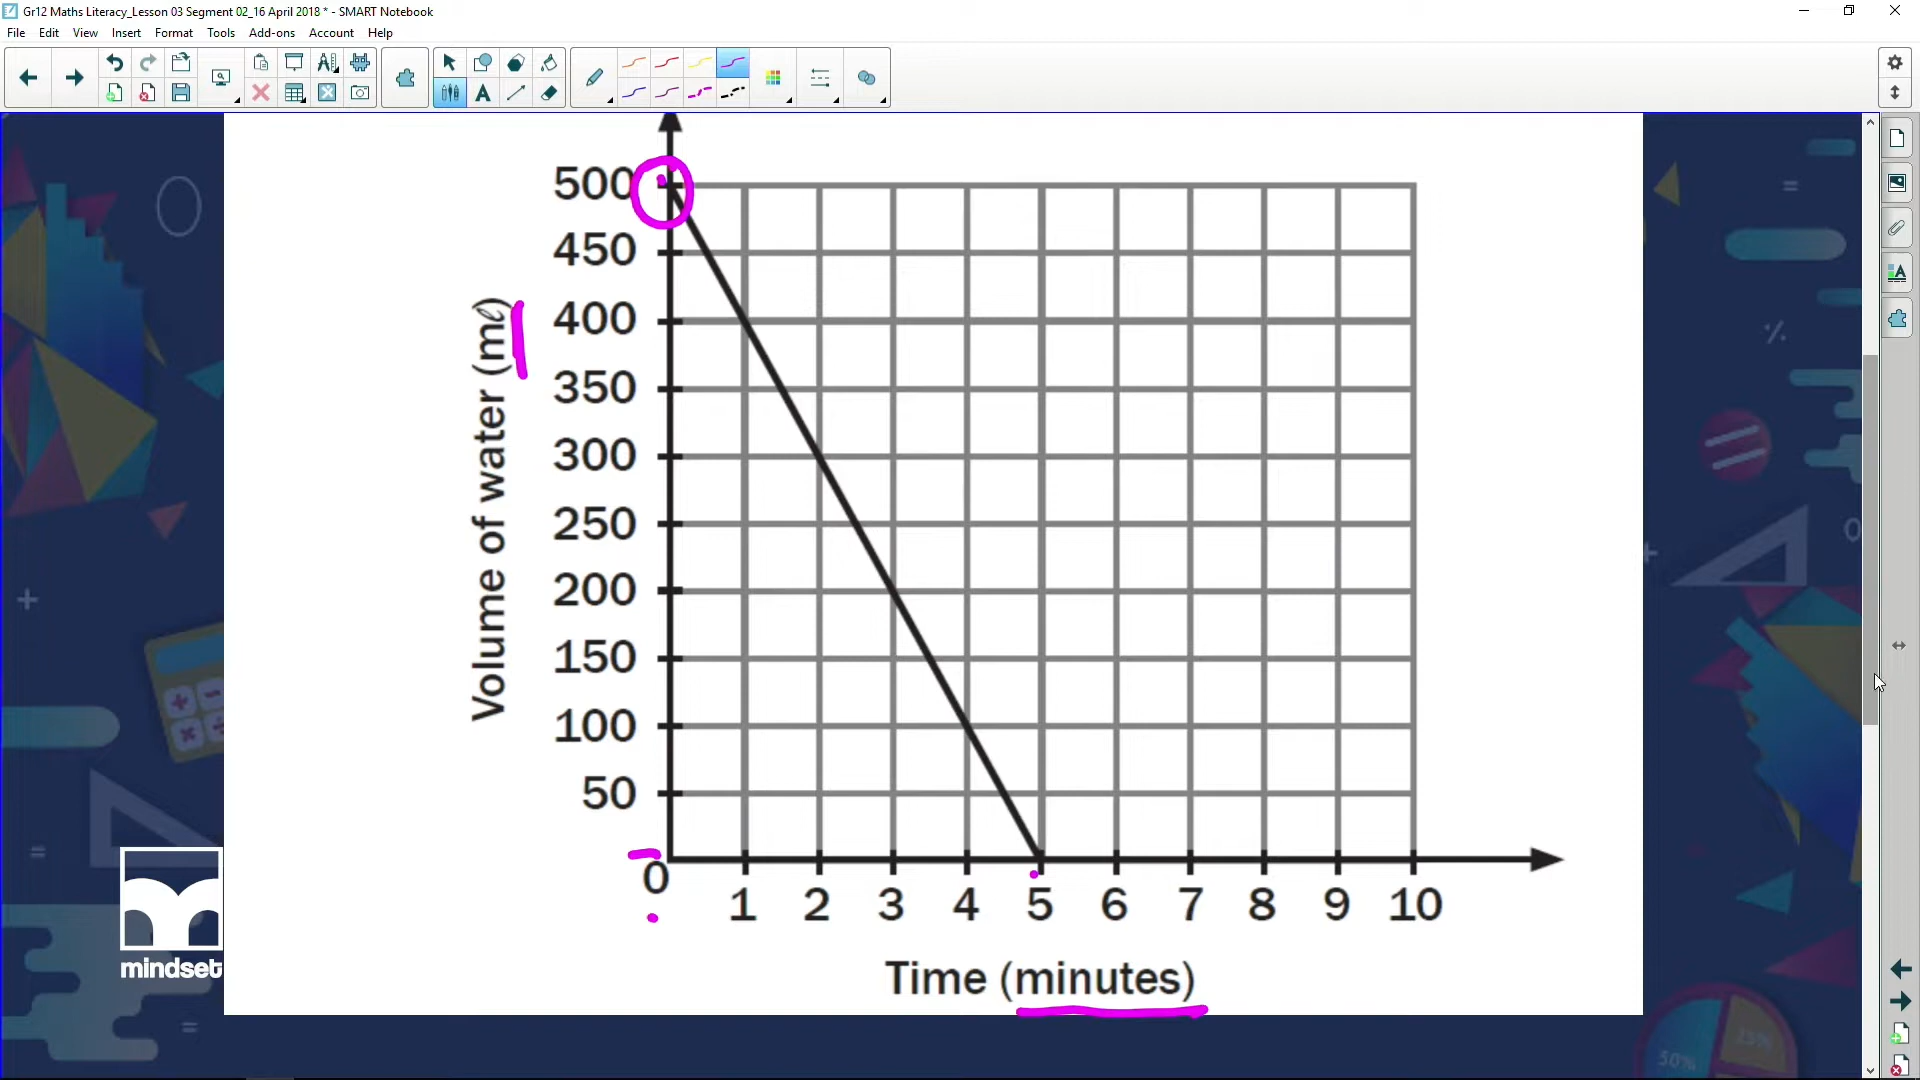 Gr12 Maths Literacy_Lesson 03 Segment 02_16 April 2018 * - SMART Notebook
File Edit View Insert Format Tools Add-ons Account Help
500
450
400
350
300
250
200
150
100
50
0
Volume of water (mℓ)
1 2 3 4 5 6 7 8 9 10
Time (minutes)
mindset
50%
25%